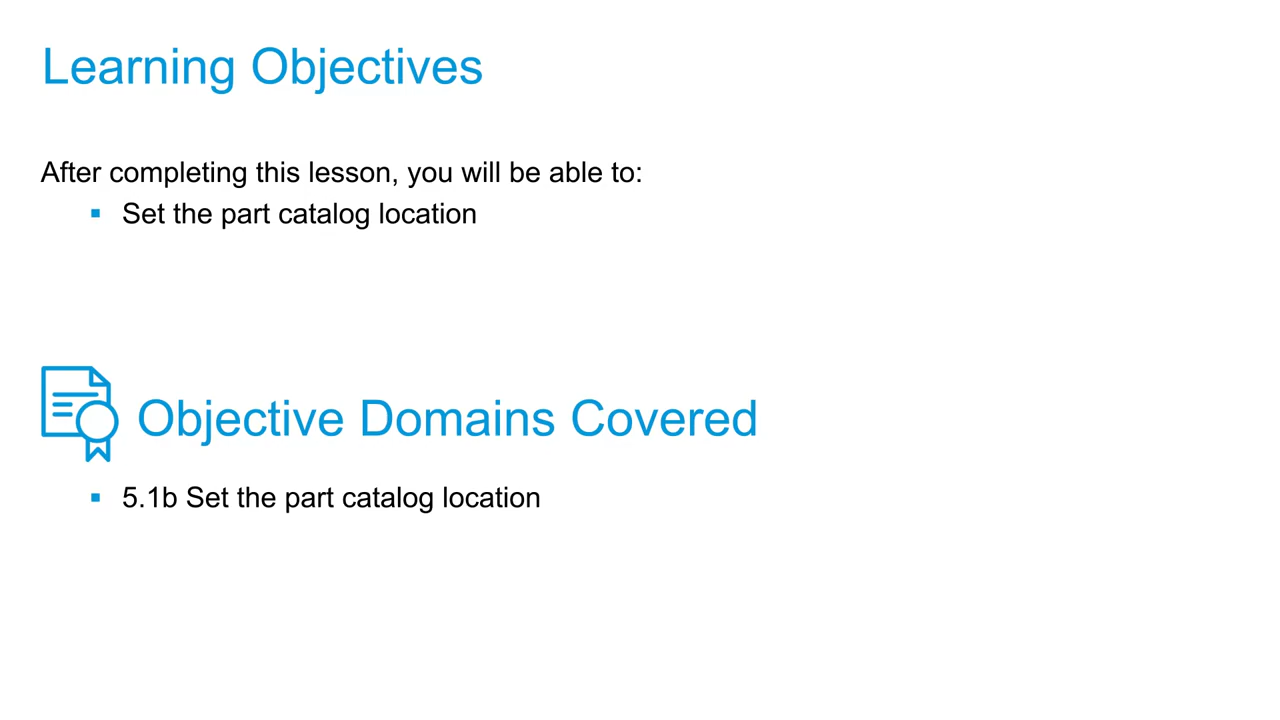 Learning Objectives
After completing this lesson, you will be able to:
▪ Set the part catalog location
Objective Domains Covered
▪ 5.1b Set the part catalog location